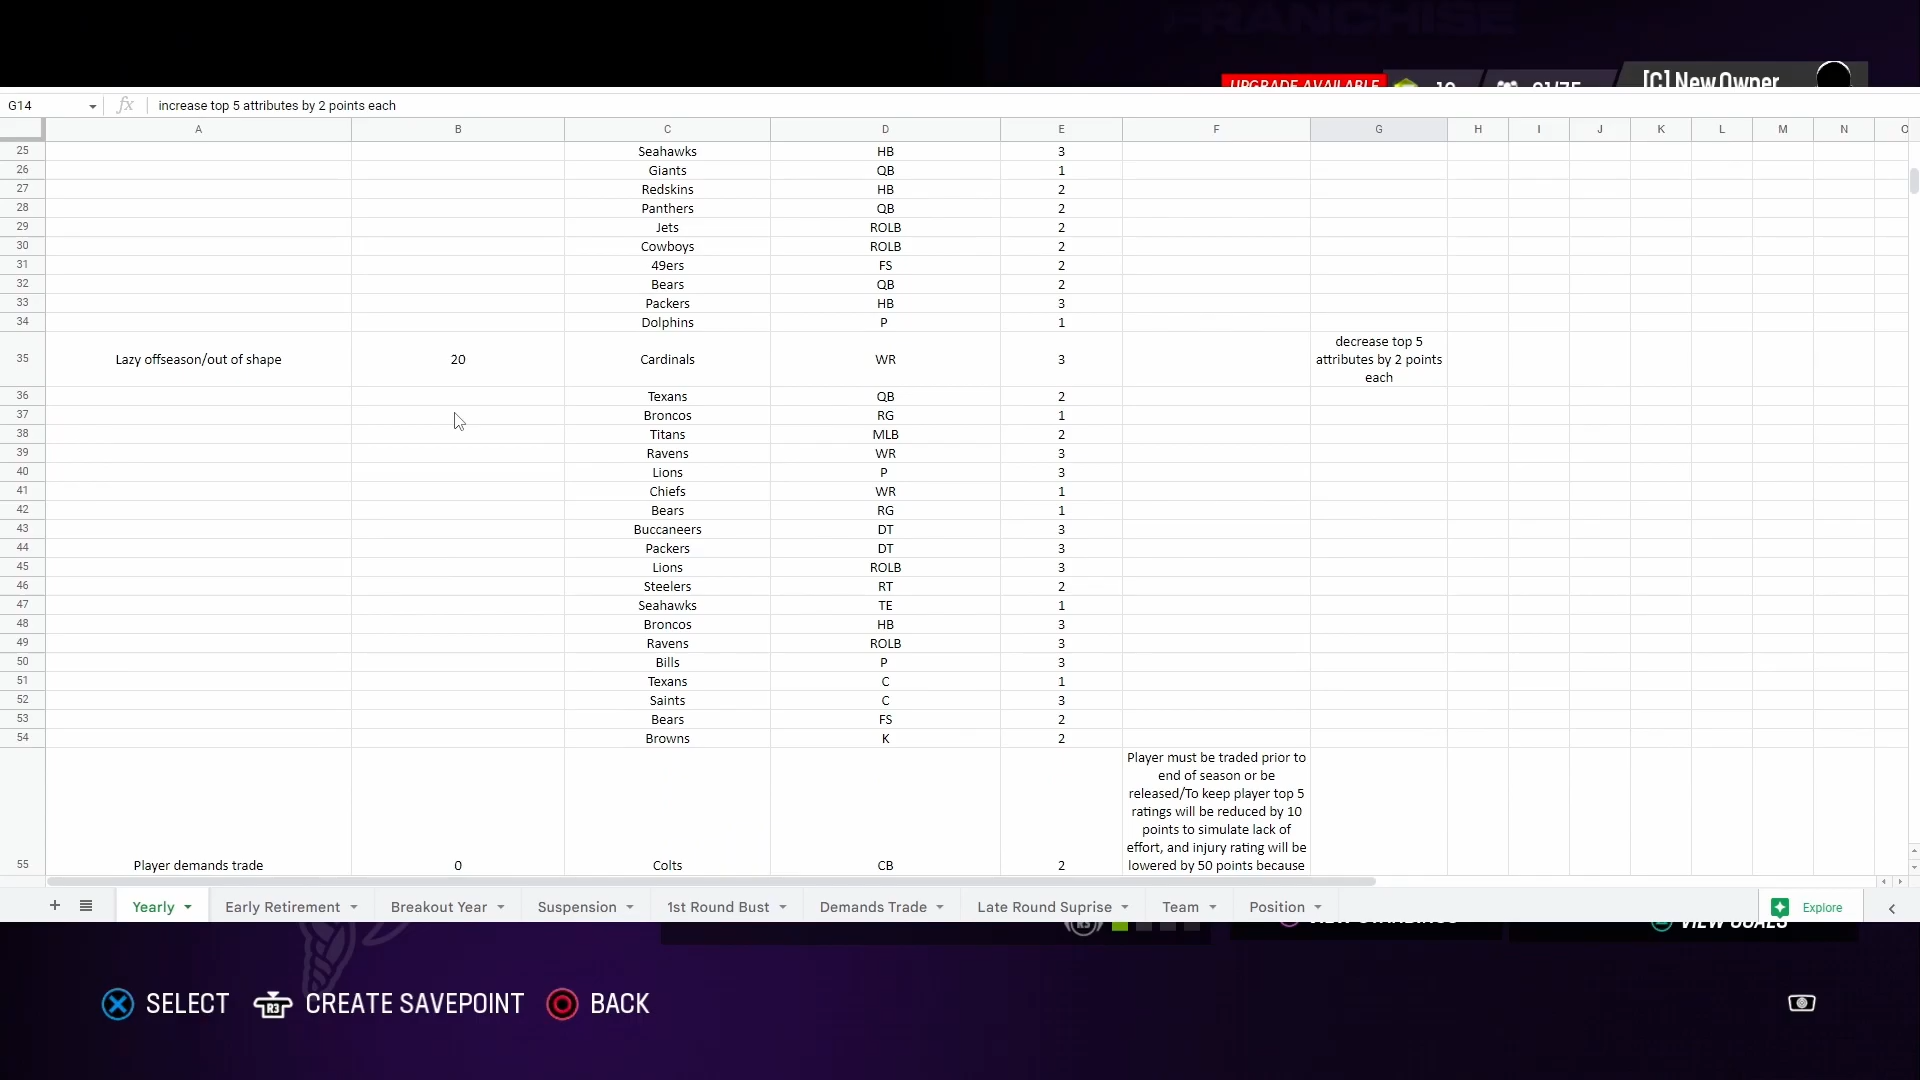 FRANCHISE
UPGRADE AVAILABLE [C] New Owner
G14 fx increase top 5 attributes by 2 points each
A B C D E F G H I J K L M N O
25 Seahawks HB 3
26 Giants QB 1
27 Redskins HB 2
28 Panthers QB 2
29 Jets ROLB 2
30 Cowboys ROLB 2
31 49ers FS 2
32 Bears QB 2
33 Packers HB 3
34 Dolphins P 1
35 Lazy offseason/out of shape 20 Cardinals WR 3 decrease top 5
attributes by 2 points
each
36 Texans QB 2
37 Broncos RG 1
38 Titans MLB 2
39 Ravens WR 3
40 Lions P 3
41 Chiefs WR 1
42 Bears RG 1
43 Buccaneers DT 3
44 Packers DT 3
45 Lions ROLB 3
46 Steelers RT 2
47 Seahawks TE 1
48 Broncos HB 3
49 Ravens ROLB 3
50 Bills P 3
51 Texans C 1
52 Saints C 3
53 Bears FS 2
54 Browns K 2
Player must be traded prior to
end of season or be
released/To keep player top 5
ratings will be reduced by 10
points to simulate lack of
effort, and injury rating will be
55 Player demands trade 0 Colts CB 2 lowered by 50 points because
Yearly Early Retirement Breakout Year Suspension 1st Round Bust Demands Trade Late Round Suprise Team Position Explore
R3 VIEW GOALS
SELECT R3 CREATE SAVEPOINT BACK